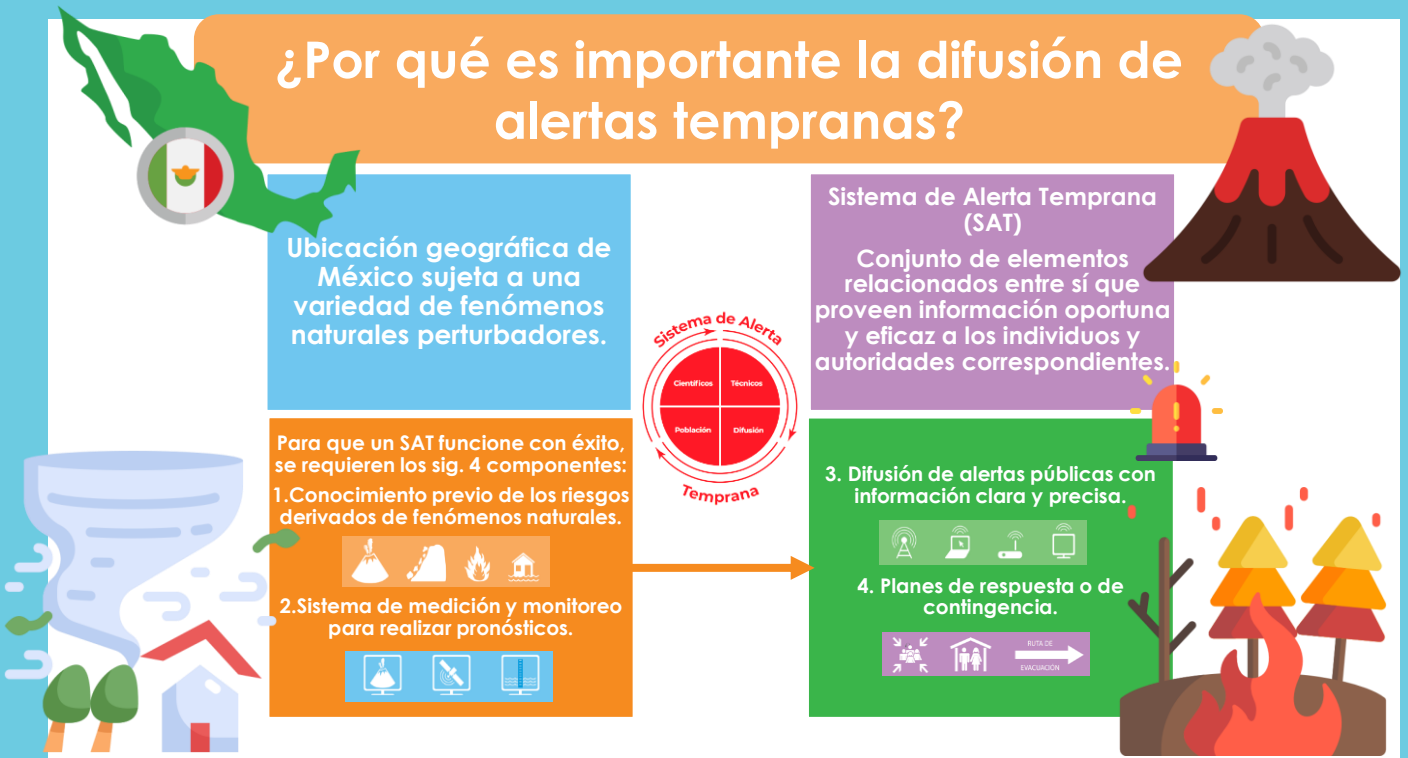 ¿Por qué es importante la difusión de
alertas tempranas?
Ubicación geográfica de
México sujeta a una
variedad de fenómenos
naturales perturbadores.
Sistema de Alerta Temprana
(SAT)
Conjunto de elementos
relacionados entre sí que
proveen información oportuna
y eficaz a los individuos y
autoridades correspondientes.
Sistema de Alerta
Científicos
Técnicos
Población
Difusión
Temprana
Para que un SAT funcione con éxito,
se requieren los sig. 4 componentes:
1.Conocimiento previo de los riesgos
derivados de fenómenos naturales.
2.Sistema de medición y monitoreo
para realizar pronósticos.
3. Difusión de alertas públicas con
información clara y precisa.
4. Planes de respuesta o de
contingencia.
RUTA DE
EVACUACIÓN